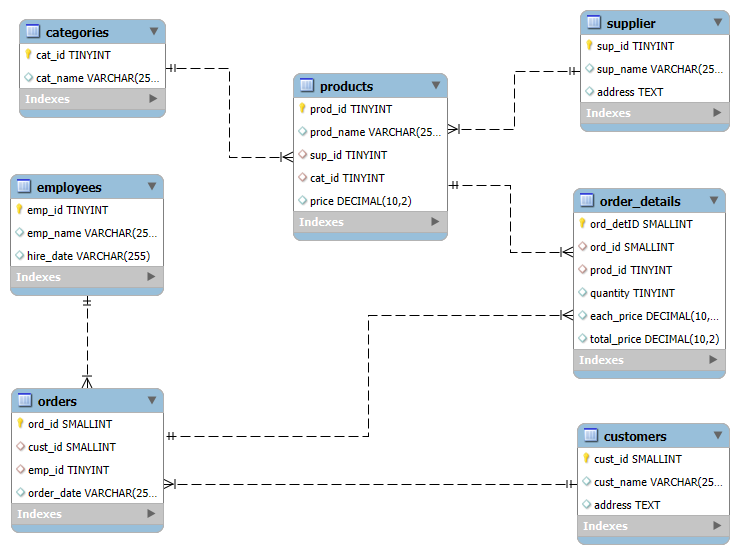 categories
cat_id TINYINT
cat_name VARCHAR(25...
Indexes
supplier
sup_id TINYINT
sup_name VARCHAR(25...
address TEXT
Indexes
products
prod_id TINYINT
prod_name VARCHAR(25...
sup_id TINYINT
cat_id TINYINT
price DECIMAL(10,2)
Indexes
employees
emp_id TINYINT
emp_name VARCHAR(25...
hire_date VARCHAR(255)
Indexes
order_details
ord_detID SMALLINT
ord_id SMALLINT
prod_id TINYINT
quantity TINYINT
each_price DECIMAL(10,...
total_price DECIMAL(10,2)
Indexes
orders
ord_id SMALLINT
cust_id SMALLINT
emp_id TINYINT
order_date VARCHAR(25...
Indexes
customers
cust_id SMALLINT
cust_name VARCHAR(25...
address TEXT
Indexes